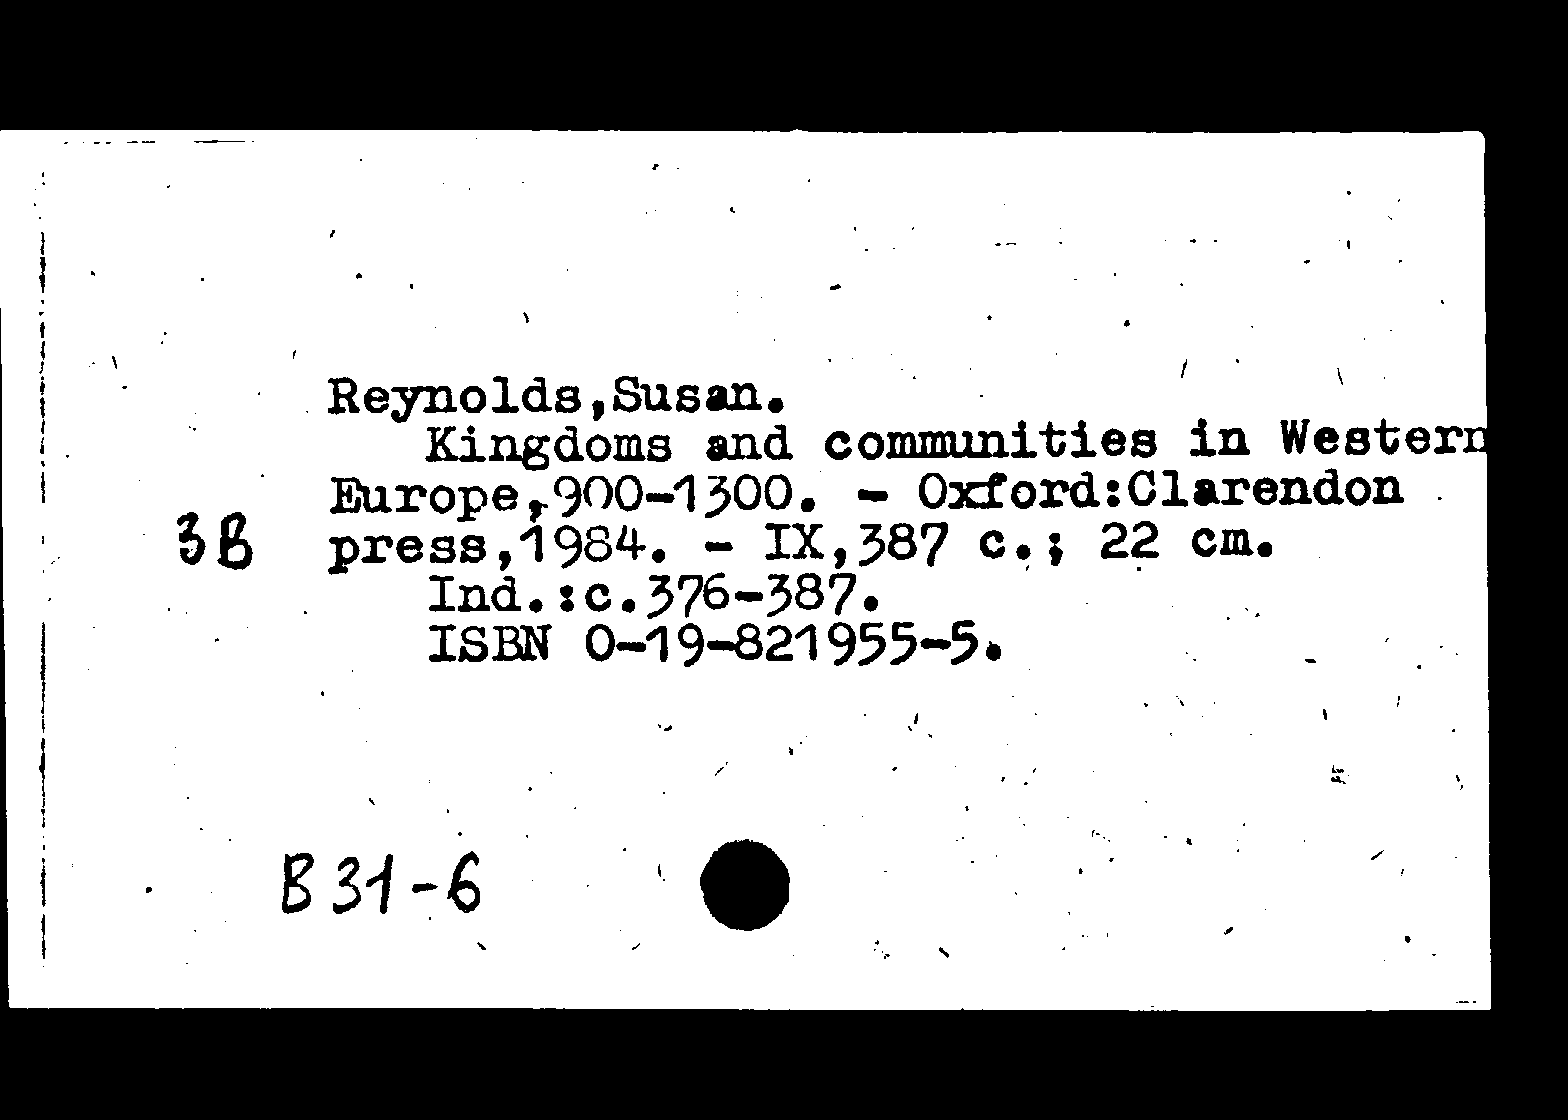 Reynolds,Susan.
Kingdoms and communities in Western
Europe,900-1300. - Oxford:Clarendon
3B press,1984. - IX,387 c.; 22 cm.
Ind.:c.376-387.
ISBN 0-19-821955-5.
B 31-6